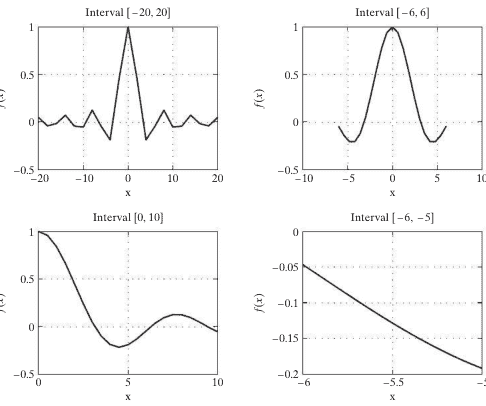 Interval [−20, 20]
1
0.5
0
−0.5
f(x)
−20 −10 0 10 20
x
Interval [−6, 6]
1
0.5
0
−0.5
f(x)
−10 −5 0 5 10
x
Interval [0, 10]
1
0.5
0
−0.5
f(x)
0 5 10
x
Interval [−6, −5]
0
−0.05
−0.1
−0.15
−0.2
f(x)
−6 −5.5
x